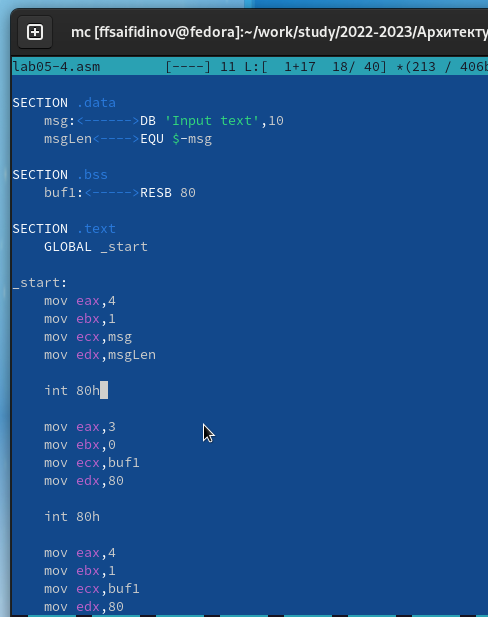 mc [ffsaifidinov@fedora]:~/work/study/2022-2023/Архитекту
lab05-4.asm [----] 11 L:[ 1+17 18/ 40] *(213 / 406b
SECTION .data
msg:<------>DB 'Input text',10
msgLen<---->EQU $-msg
SECTION .bss
buf1:<----->RESB 80
SECTION .text
GLOBAL _start
_start:
mov eax,4
mov ebx,1
mov ecx,msg
mov edx,msgLen
int 80h
mov eax,3
mov ebx,0
mov ecx,buf1
mov edx,80
int 80h
mov eax,4
mov ebx,1
mov ecx,buf1
mov edx,80